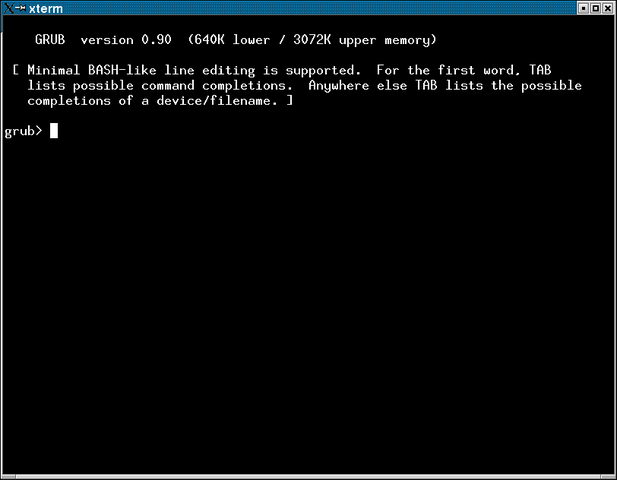 xterm
GRUB  version 0.90  (640K lower / 3072K upper memory)
[ Minimal BASH-like line editing is supported.  For the first word, TAB
lists possible command completions.  Anywhere else TAB lists the possible
completions of a device/filename. ]
grub>